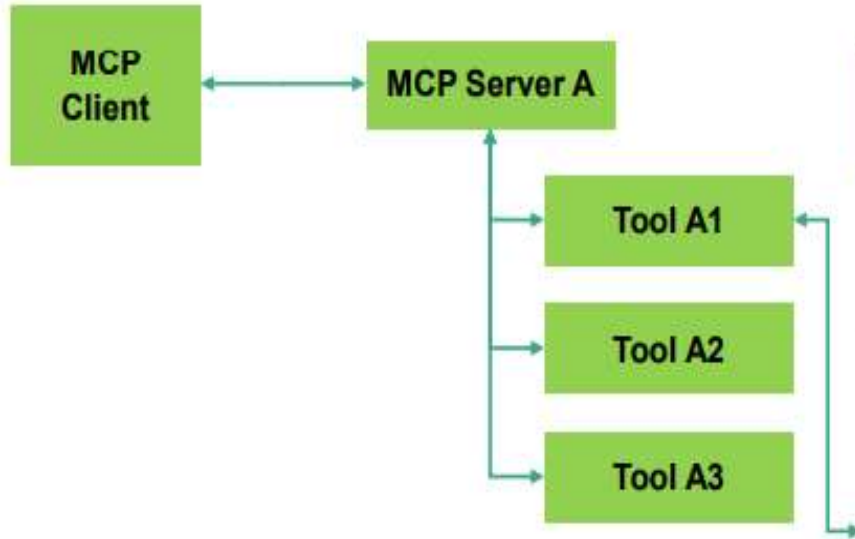 MCP
Client
MCP Server A
Tool A1
Tool A2
Tool A3